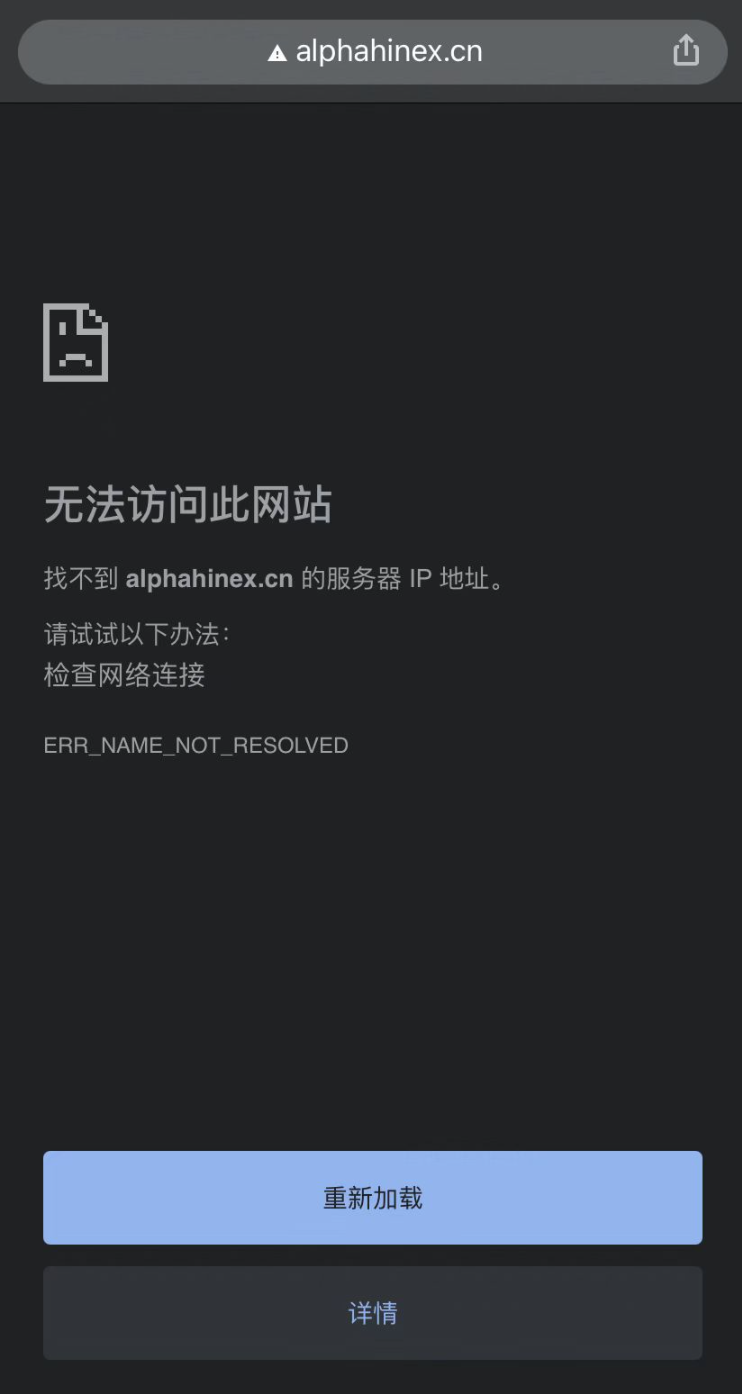 alphahinex.cn
无法访问此网站
找不到 alphahinex.cn 的服务器 IP 地址。
请试试以下办法：
检查网络连接
ERR_NAME_NOT_RESOLVED
重新加载
详情